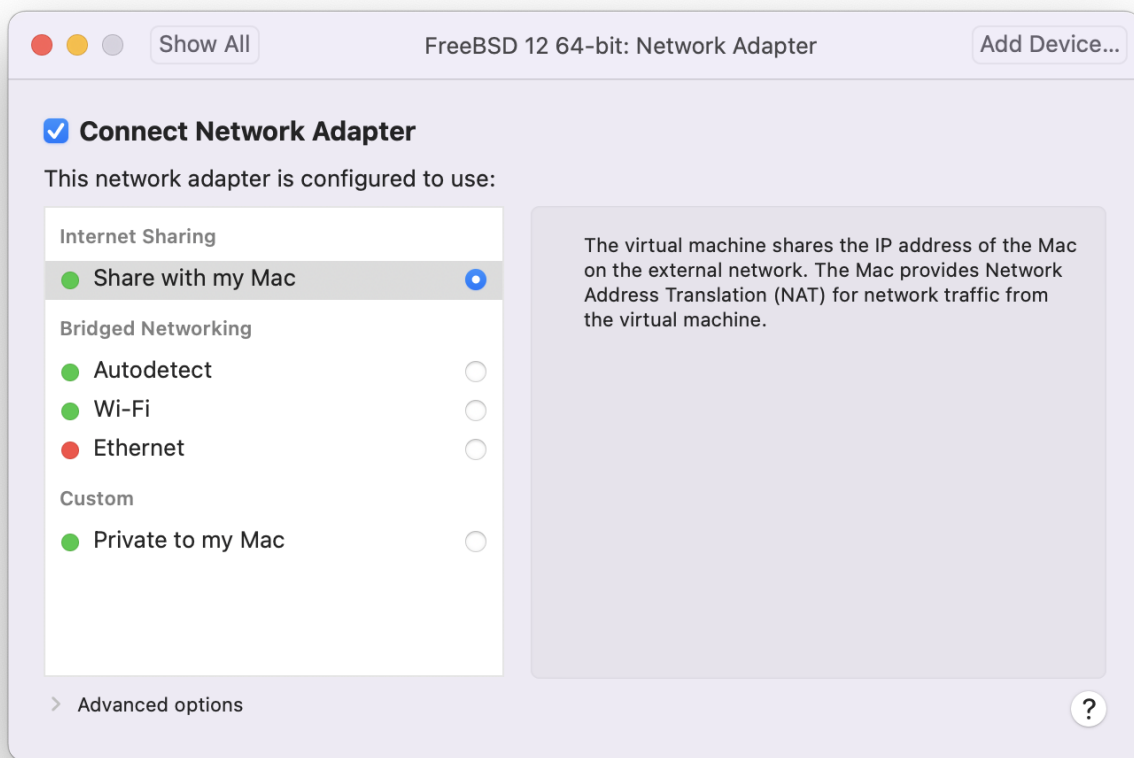 Show All
FreeBSD 12 64-bit: Network Adapter
Add Device...
Connect Network Adapter
This network adapter is configured to use:
Internet Sharing
Share with my Mac
Bridged Networking
Autodetect
Wi-Fi
Ethernet
Custom
Private to my Mac
The virtual machine shares the IP address of the Mac
on the external network. The Mac provides Network
Address Translation (NAT) for network traffic from
the virtual machine.
Advanced options
?